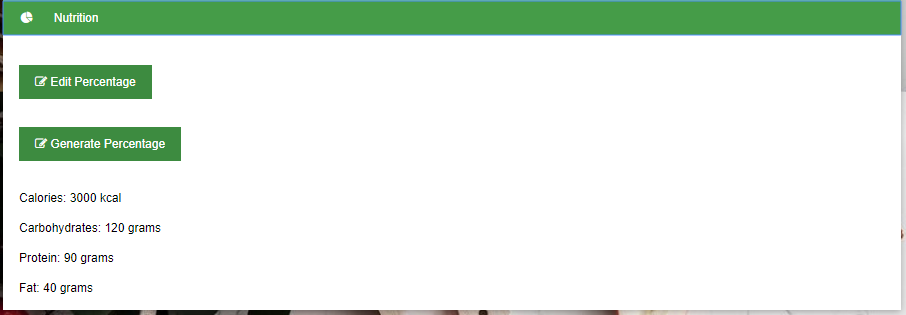 Nutrition
Edit Percentage
Generate Percentage
Calories: 3000 kcal
Carbohydrates: 120 grams
Protein: 90 grams
Fat: 40 grams